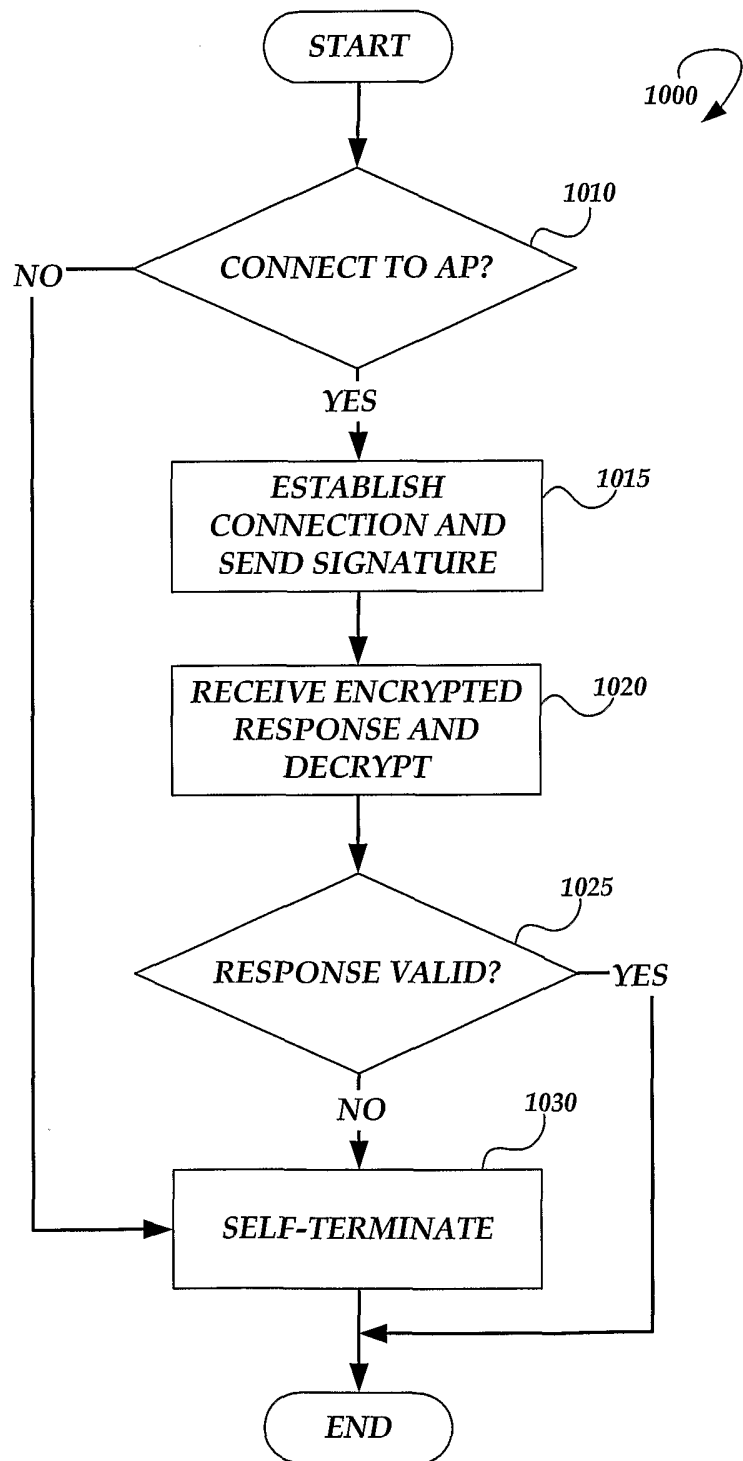 START
1000
1010
CONNECT TO AP?
NO
YES
ESTABLISH
CONNECTION AND
SEND SIGNATURE
1015
RECEIVE ENCRYPTED
RESPONSE AND
DECRYPT
1020
1025
RESPONSE VALID?
YES
NO
1030
SELF-TERMINATE
END